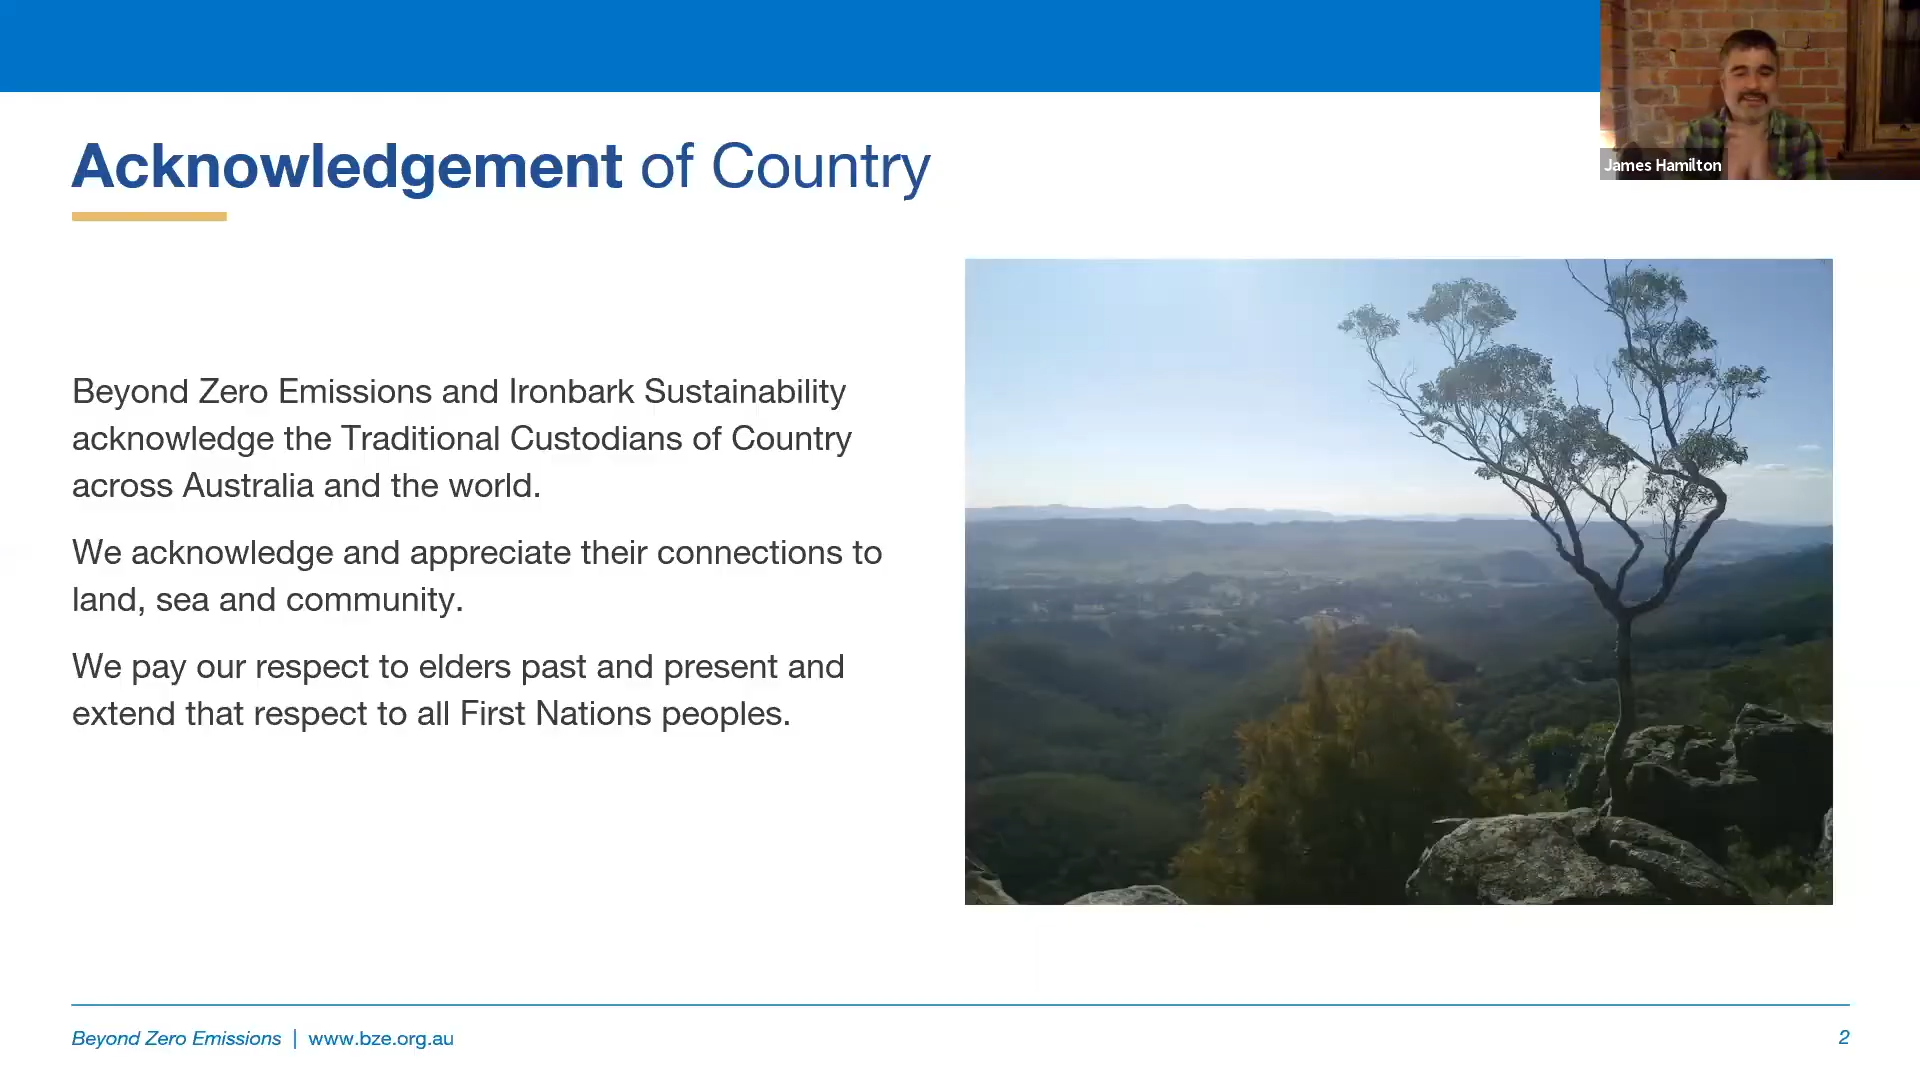 James Hamilton
Acknowledgement of Country
Beyond Zero Emissions and Ironbark Sustainability
acknowledge the Traditional Custodians of Country
across Australia and the world.
We acknowledge and appreciate their connections to
land, sea and community.
We pay our respect to elders past and present and
extend that respect to all First Nations peoples.
Beyond Zero Emissions | www.bze.org.au
2